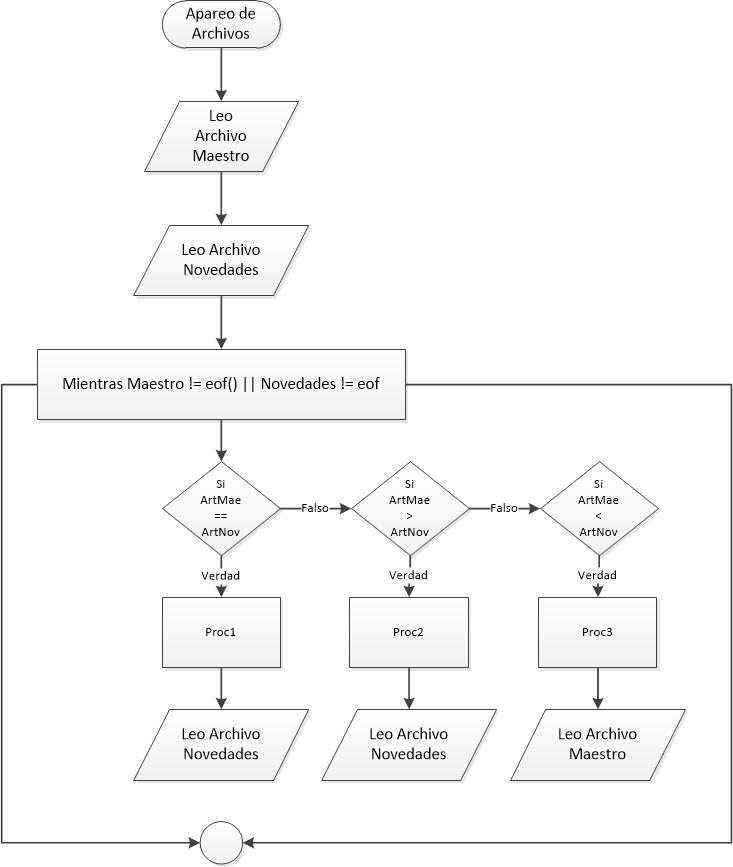 Apareo de
Archivos
Leo
Archivo
Maestro
Leo Archivo
Novedades
Mientras Maestro != eof() || Novedades != eof
Si
ArtMae
==
ArtNov
Falso
Si
ArtMae
>
ArtNov
Falso
Si
ArtMae
<
ArtNov
Verdad
Verdad
Verdad
Proc1
Proc2
Proc3
Leo Archivo
Novedades
Leo Archivo
Novedades
Leo Archivo
Maestro